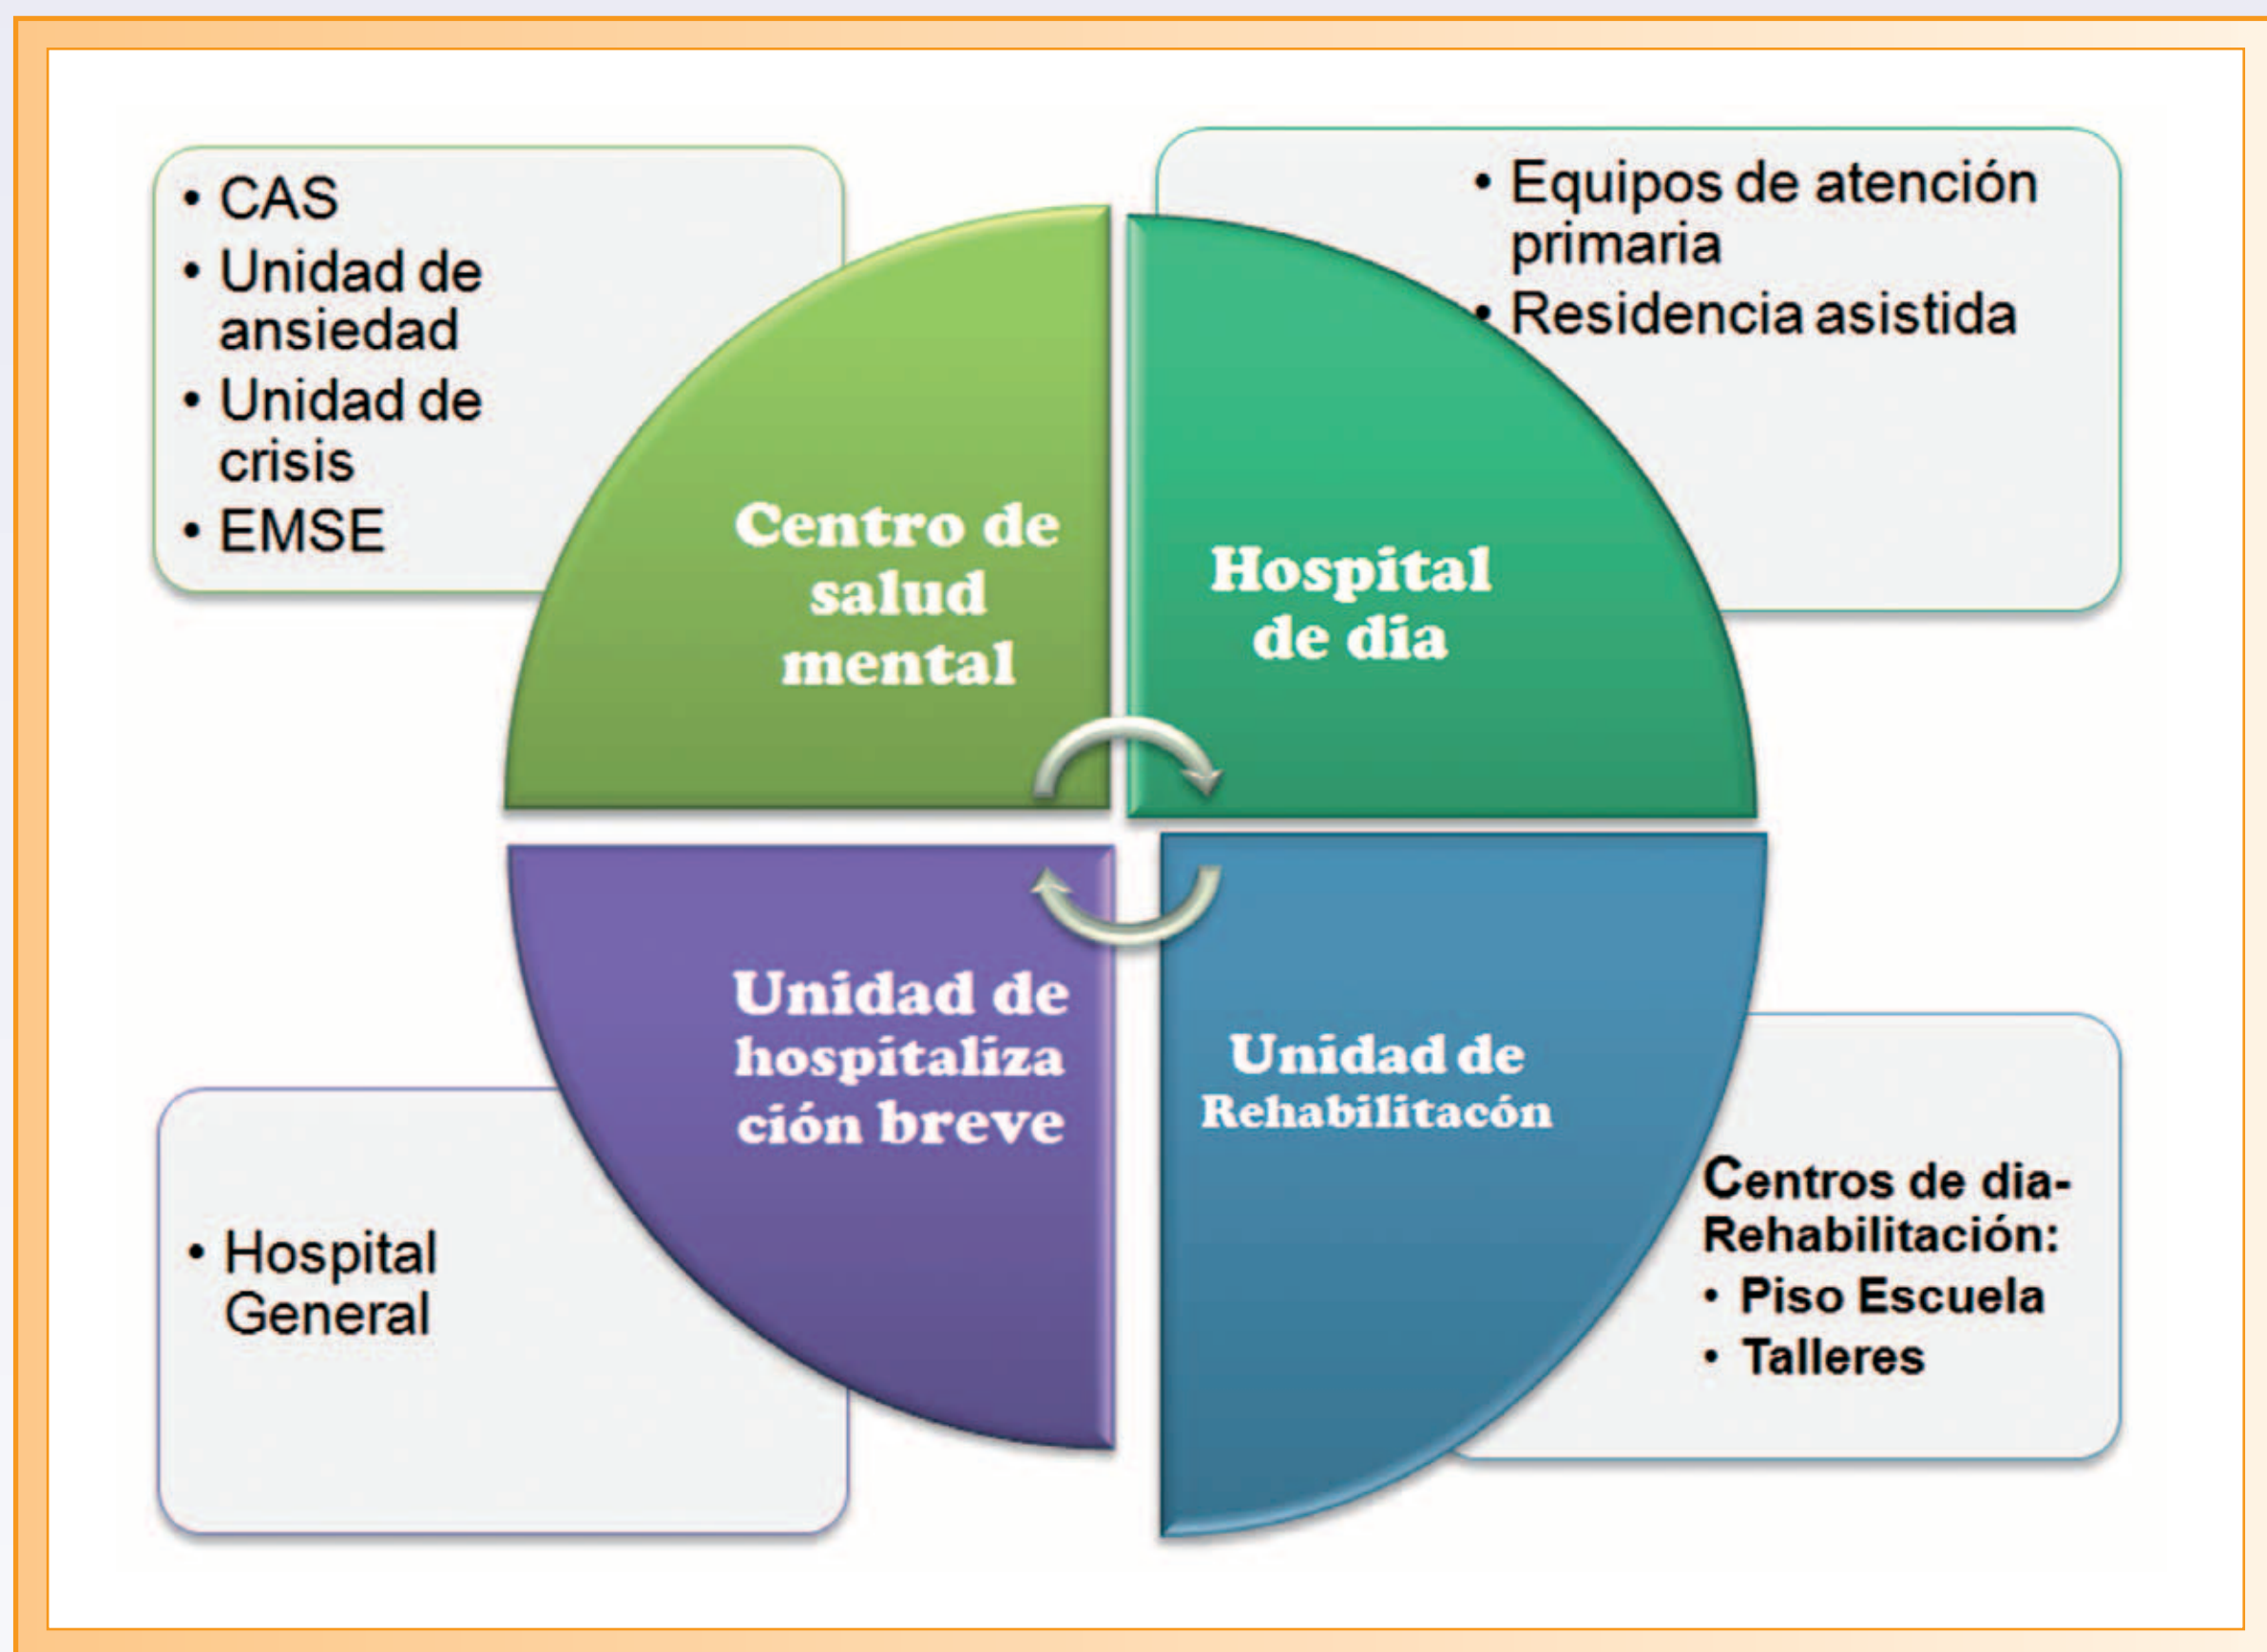 • CAS
• Unidad de
ansiedad
• Unidad de
crisis
• EMSE
• Equipos de atención
primaria
• Residencia asistida
Centro de
salud
mental
Hospital
de dia
Unidad de
hospitaliza
ción breve
Unidad de
Rehabilitacón
• Hospital
General
Centros de dia-
Rehabilitación:
• Piso Escuela
• Talleres